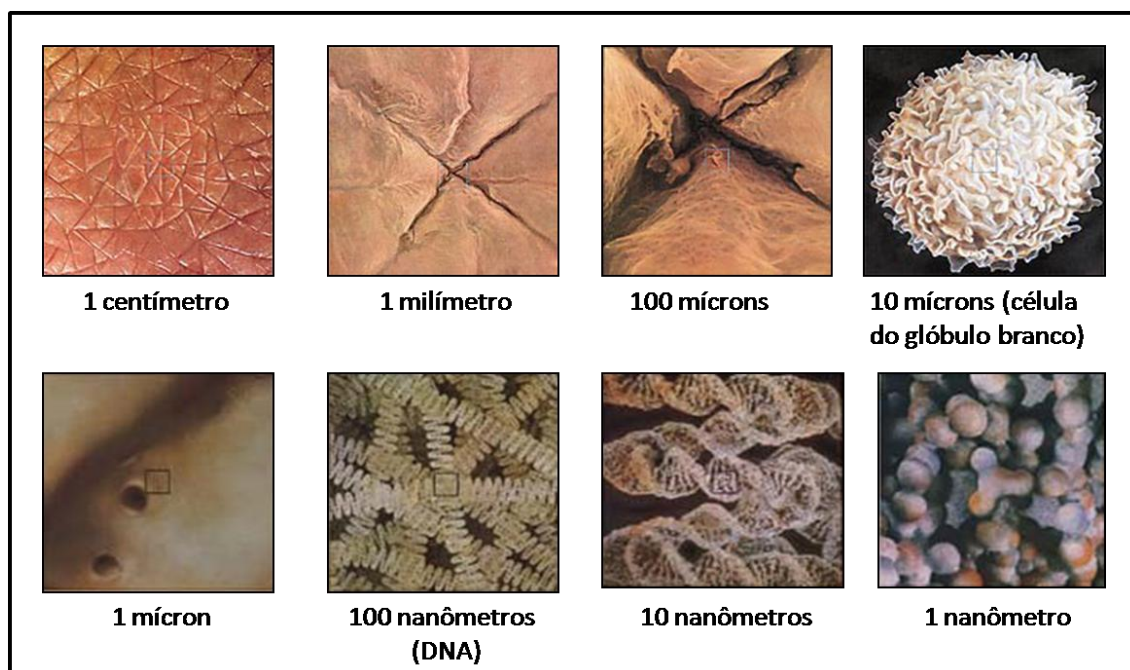 1 centímetro
1 milímetro
100 mícrons
10 mícrons (célula
do glóbulo branco)
1 mícron
100 nanômetros
(DNA)
10 nanômetros
1 nanômetro